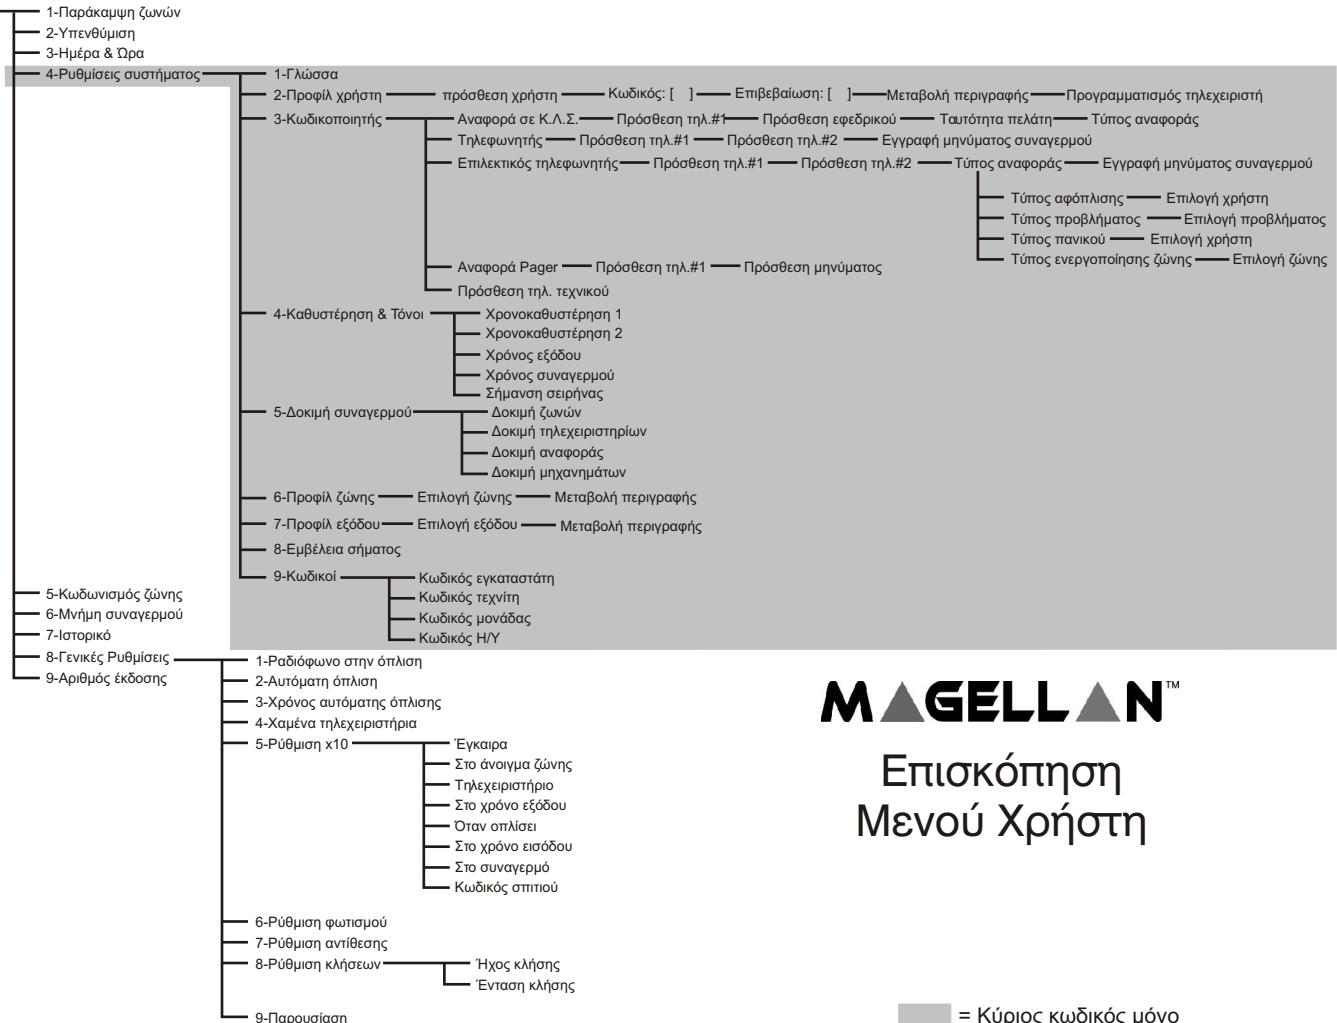 1-Παράκαμψη ζωνών
2-Υπενθύμιση
3-Ημέρα & Ώρα
4-Ρυθμίσεις συστήματος
1-Γλώσσα
2-Προφίλ χρήστη πρόσθεση χρήστη Κωδικός: [ ] Επιβεβαίωση: [ ] Μεταβολή περιγραφής Προγραμματισμός τηλεχειριστή
3-Κωδικοποιητής
Αναφορά σε Κ.Λ.Σ. Πρόσθεση τηλ.#1 Πρόσθεση εφεδρικού Ταυτότητα πελάτη Τύπος αναφοράς
Τηλεφωνητής Πρόσθεση τηλ.#1 Πρόσθεση τηλ.#2 Εγγραφή μηνύματος συναγερμού
Επιλεκτικός τηλεφωνητής Πρόσθεση τηλ.#1 Πρόσθεση τηλ.#2 Τύπος αναφοράς Εγγραφή μηνύματος συναγερμού
Τύπος αφόπλισης Επιλογή χρήστη
Τύπος προβλήματος Επιλογή προβλήματος
Τύπος πανικού Επιλογή χρήστη
Τύπος ενεργοποίησης ζώνης Επιλογή ζώνης
Αναφορά Pager Πρόσθεση τηλ.#1 Πρόσθεση μηνύματος
Πρόσθεση τηλ. τεχνικού
4-Καθυστέρηση & Τόνοι
Χρονοκαθυστέρηση 1
Χρονοκαθυστέρηση 2
Χρόνος εξόδου
Χρόνος συναγερμού
Σήμανση σειρήνας
5-Δοκιμή συναγερμού
Δοκιμή ζωνών
Δοκιμή τηλεχειριστηρίων
Δοκιμή αναφοράς
Δοκιμή μηχανημάτων
6-Προφίλ ζώνης Επιλογή ζώνης Μεταβολή περιγραφής
7-Προφίλ εξόδου Επιλογή εξόδου Μεταβολή περιγραφής
8-Εμβέλεια σήματος
9-Κωδικοί
Κωδικός εγκαταστάτη
Κωδικός τεχνίτη
Κωδικός μονάδας
Κωδικός Η/Υ
5-Κωδωνισμός ζώνης
6-Μνήμη συναγερμού
7-Ιστορικό
8-Γενικές Ρυθμίσεις
9-Αριθμός έκδοσης
1-Ραδιόφωνο στην όπλιση
2-Αυτόματη όπλιση
3-Χρόνος αυτόματης όπλισης
4-Χαμένα τηλεχειριστήρια
5-Ρύθμιση x10
Έγκαιρα
Στο άνοιγμα ζώνης
Τηλεχειριστήριο
Στο χρόνο εξόδου
Όταν οπλίσει
Στο χρόνο εισόδου
Στο συναγερμό
Κωδικός σπιτιού
6-Ρύθμιση φωτισμού
7-Ρύθμιση αντίθεσης
8-Ρύθμιση κλήσεων
Ήχος κλήσης
Ένταση κλήσης
9-Παρουσίαση
MAGELLAN™
Επισκόπηση
Μενού Χρήστη
= Κύριος κωδικός μόνο